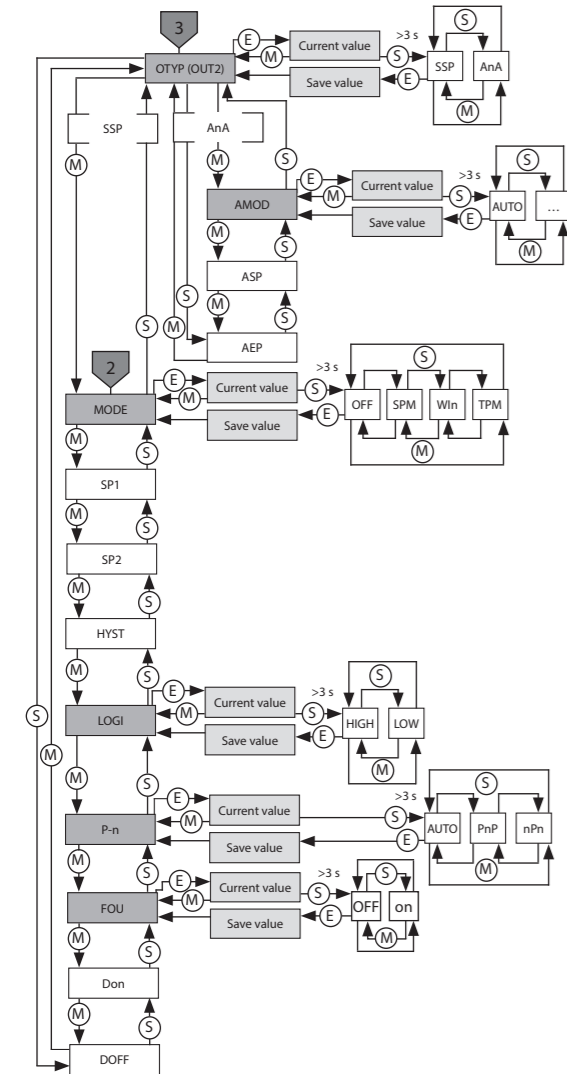 3
S
E
Current value
>3 s
M
S
SSP
AnA
OTYP (OUT2)
Save value
E
M
SSP
AnA
M
M
S
S
E
Current value
>3 s
S
AMOD
M
S
AUTO
...
Save value
E
M
M
S
ASP
S
M
S
S
M
AEP
2
S
E
Current value
>3 s
S
M
S
OFF
SPM
WIn
TPM
MODE
Save value
E
M
M
S
SP1
M
S
SP2
M
S
HYST
M
S
S
E
Current value
>3 s
M
S
HIGH
LOW
LOGI
Save value
E
M
S
M
M
S
S
E
Current value
>3 s
M
S
AUTO
PnP
nPn
P-n
Save value
E
M
M
S
E
Current value
>3 s
S
M
S
OFF
on
FOU
Save value
E
M
M
S
Don
M
S
DOFF